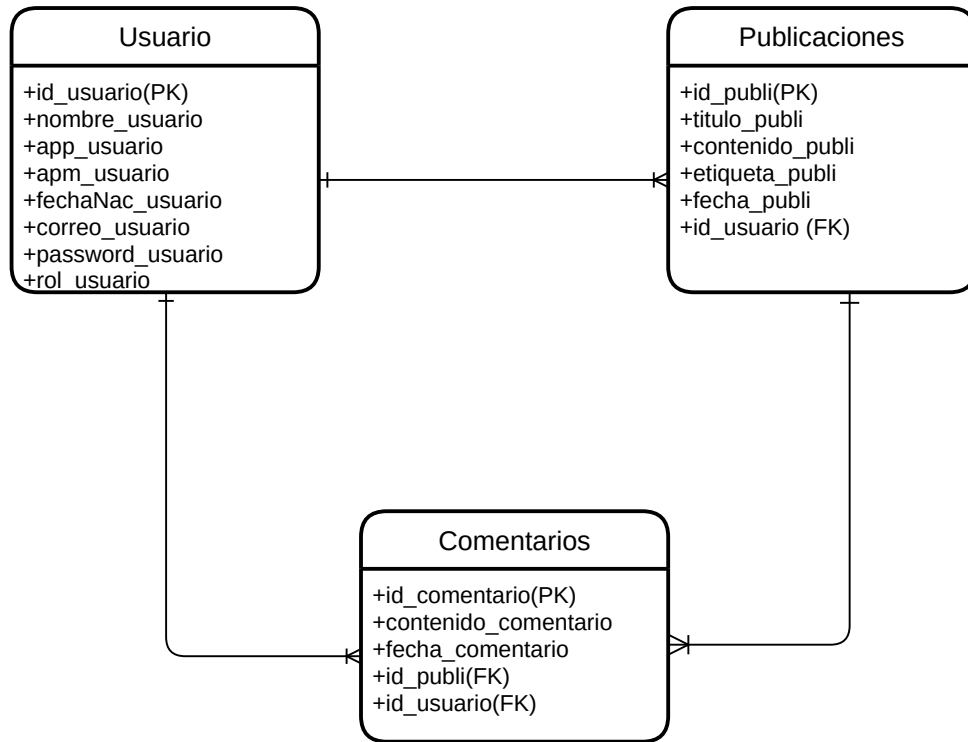 Usuario
+id_usuario(PK)
+nombre_usuario
+app_usuario
+apm_usuario
+fechaNac_usuario
+correo_usuario
+password_usuario
+rol_usuario
Publicaciones
+id_publi(PK)
+titulo_publi
+contenido_publi
+etiqueta_publi
+fecha_publi
+id_usuario (FK)
Comentarios
+id_comentario(PK)
+contenido_comentario
+fecha_comentario
+id_publi(FK)
+id_usuario(FK)